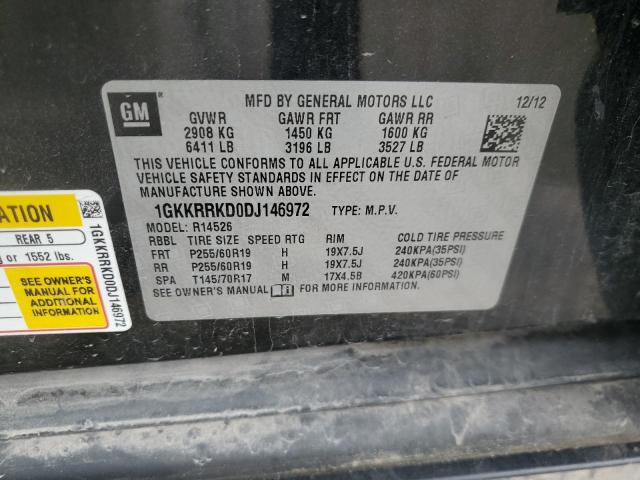 GM
MFD BY GENERAL MOTORS LLC 12/12
GVWR GAWR FRT GAWR RR
2908 KG 1450 KG 1600 KG
6411 LB 3196 LB 3527 LB
THIS VEHICLE CONFORMS TO ALL APPLICABLE U.S. FEDERAL MOTOR
VEHICLE SAFETY STANDARDS IN EFFECT ON THE DATE OF
MANUFACTURE SHOWN ABOVE.
1GKKRRKD0DJ146972 TYPE: M.P.V.
MODEL: R14526
RBBL TIRE SIZE SPEED RTG RIM COLD TIRE PRESSURE
FRT P255/60R19 H 19X7.5J 240KPA(35PSI)
RR P255/60R19 H 19X7.5J 240KPA(35PSI)
SPA T145/70R17 M 17X4.5B 420KPA(60PSI)
SEE OWNER'S MANUAL FOR MORE INFORMATION.
ATION
REAR 5
or 1552 lbs.
SEE OWNER'S
MANUAL FOR
ADDITIONAL
INFORMATION
1GKKRRKD0DJ146972